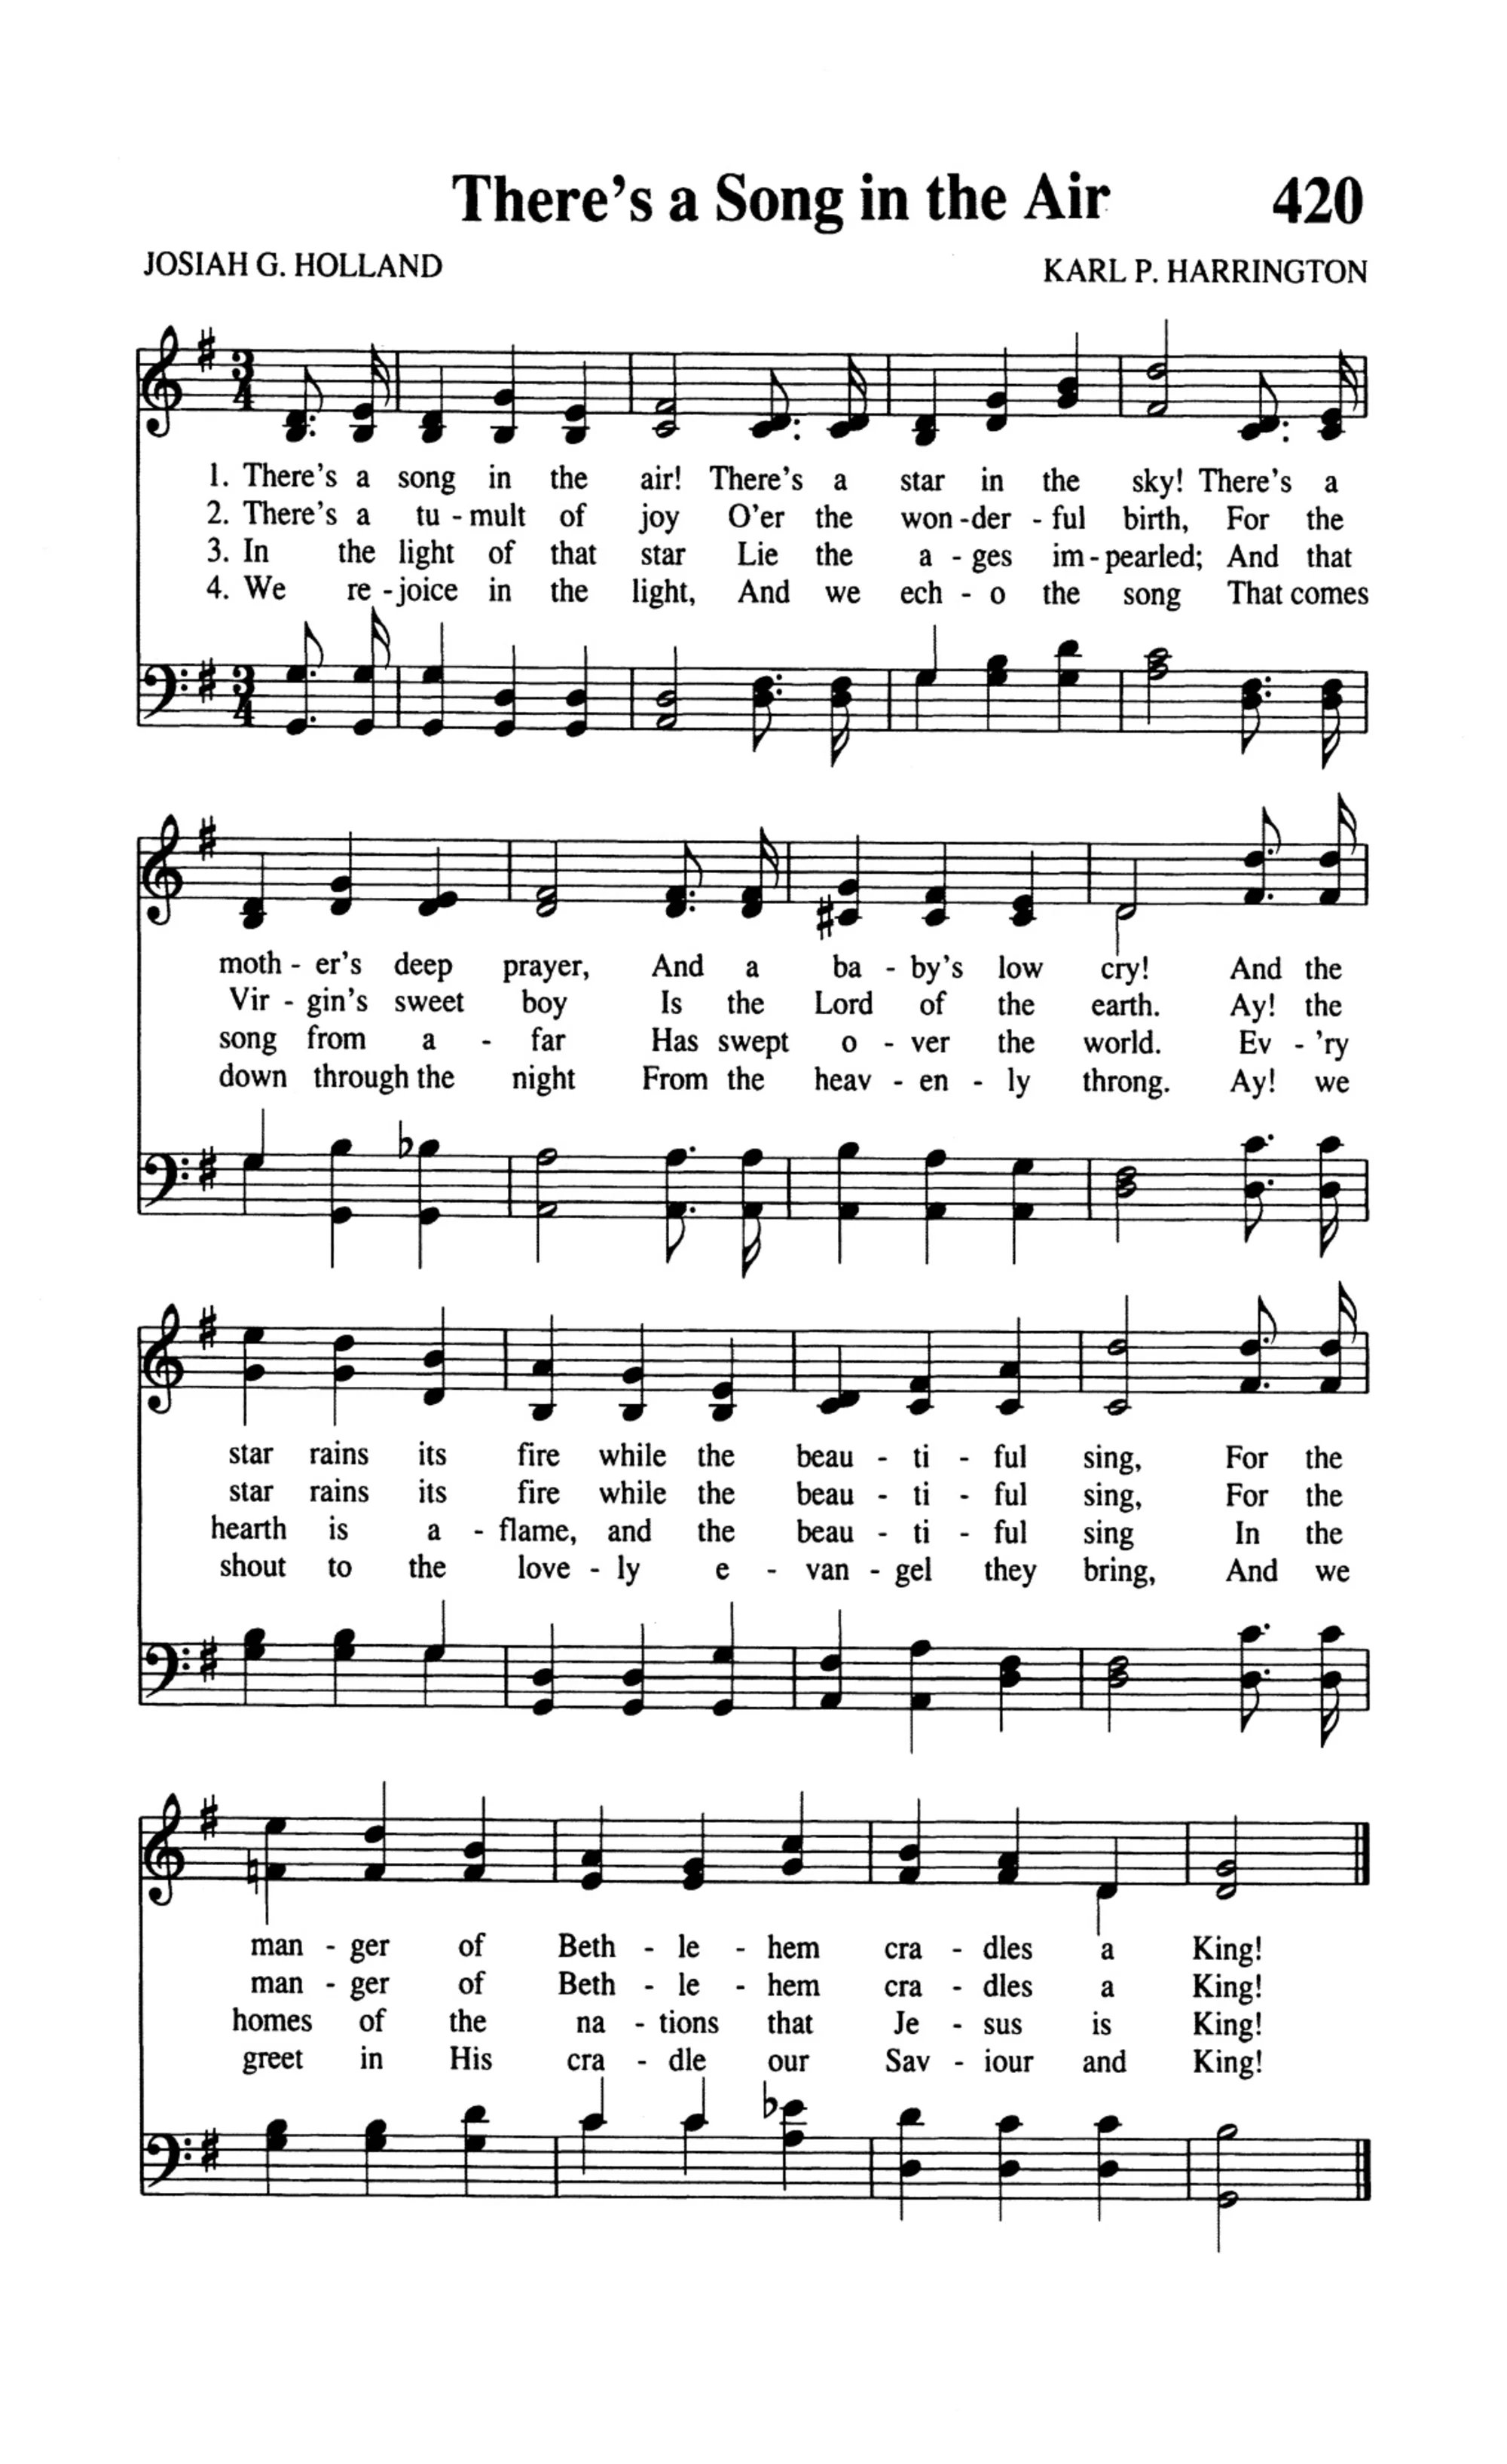 There's a Song in the Air 420
JOSIAH G. HOLLAND KARL P. HARRINGTON
1. There's a song in the air! There's a star in the sky! There's a
2. There's a tu - mult of joy O'er the won - der - ful birth, For the
3. In the light of that star Lie the a - ges im - pearled; And that
4. We re - joice in the light, And we ech - o the song That comes
moth - er's deep prayer, And a ba - by's low cry! And the
Vir - gin's sweet boy Is the Lord of the earth. Ay! the
song from a - far Has swept o - ver the world. Ev - 'ry
down through the night From the heav - en - ly throng. Ay! we
star rains its fire while the beau - ti - ful sing, For the
star rains its fire while the beau - ti - ful sing, For the
hearth is a - flame, and the beau - ti - ful sing In the
shout to the love - ly e - van - gel they bring, And we
man - ger of Beth - le - hem cra - dles a King!
man - ger of Beth - le - hem cra - dles a King!
homes of the na - tions that Je - sus is King!
greet in His cra - dle our Sav - iour and King!